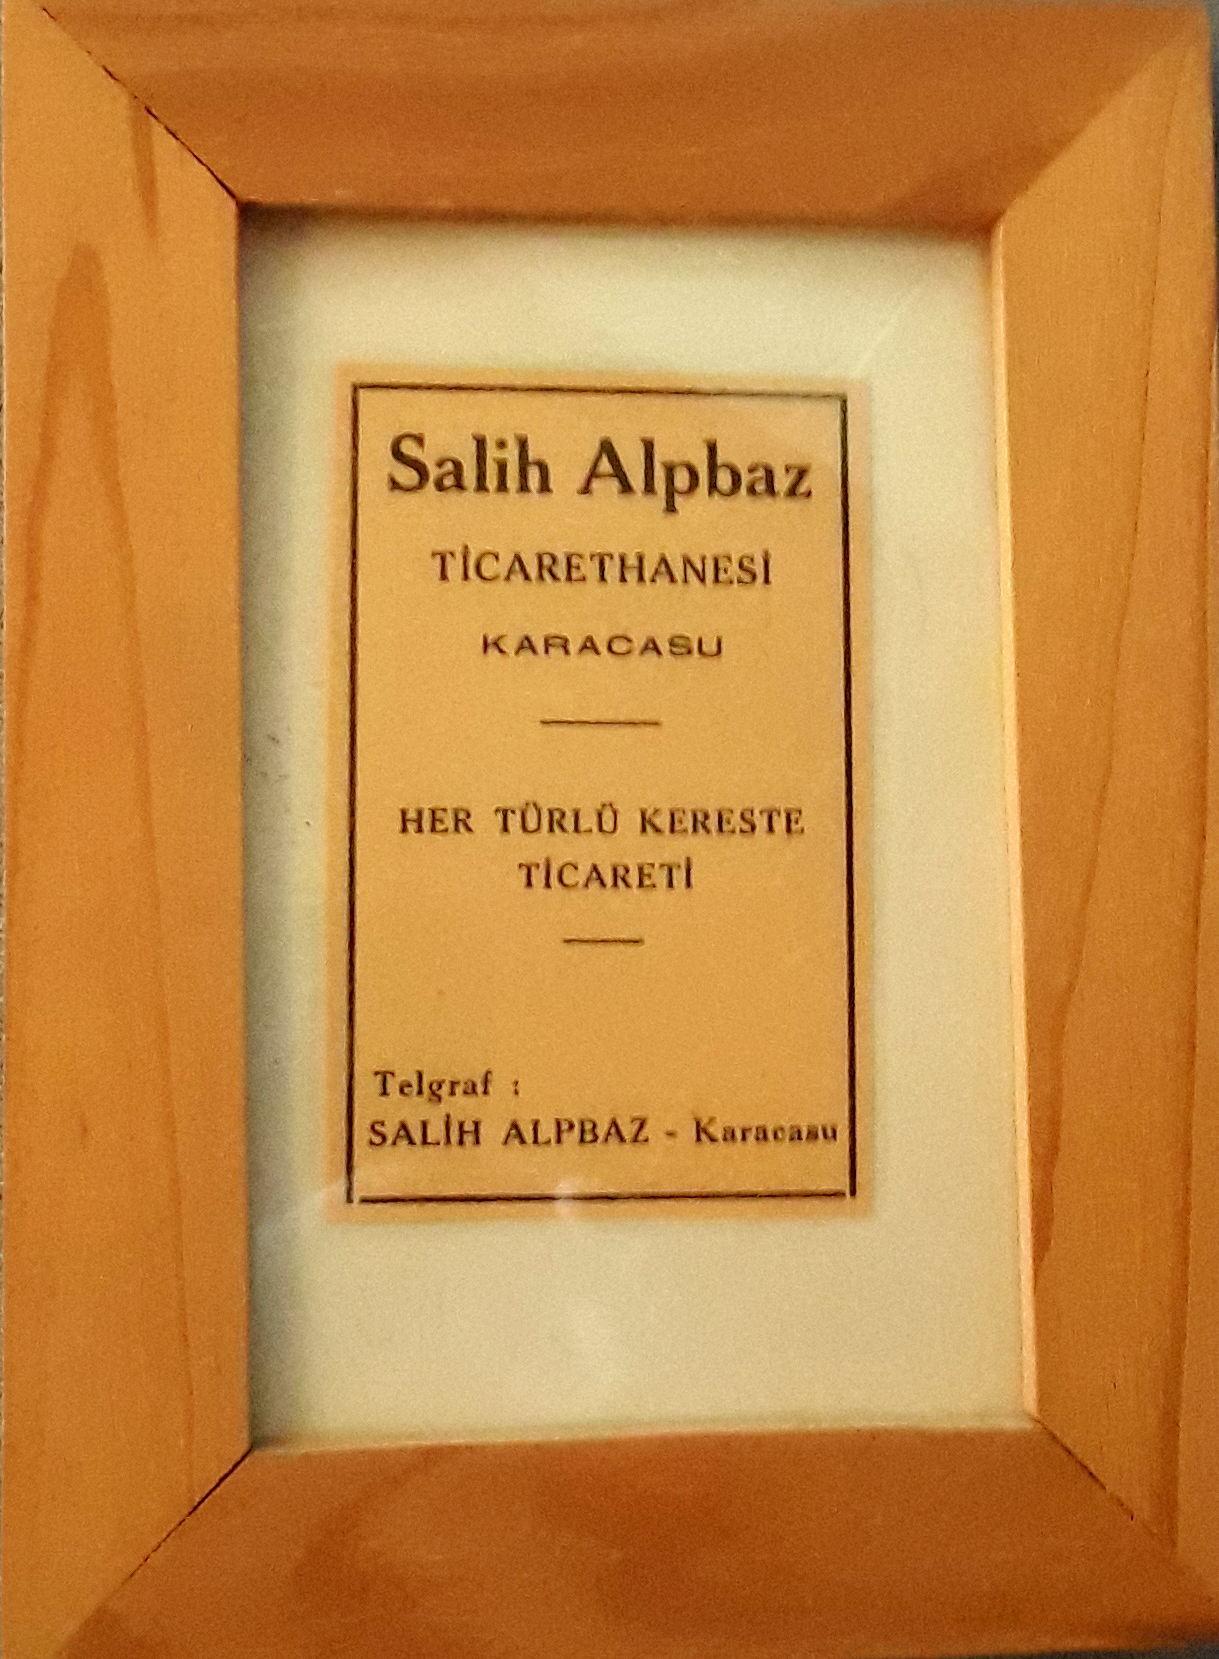 Salih Alpbaz
TİCARETHANESİ
KARACASU
HER TÜRLÜ KERESTE
TİCARETİ
Telgraf :
SALİH ALPBAZ - Karacasu